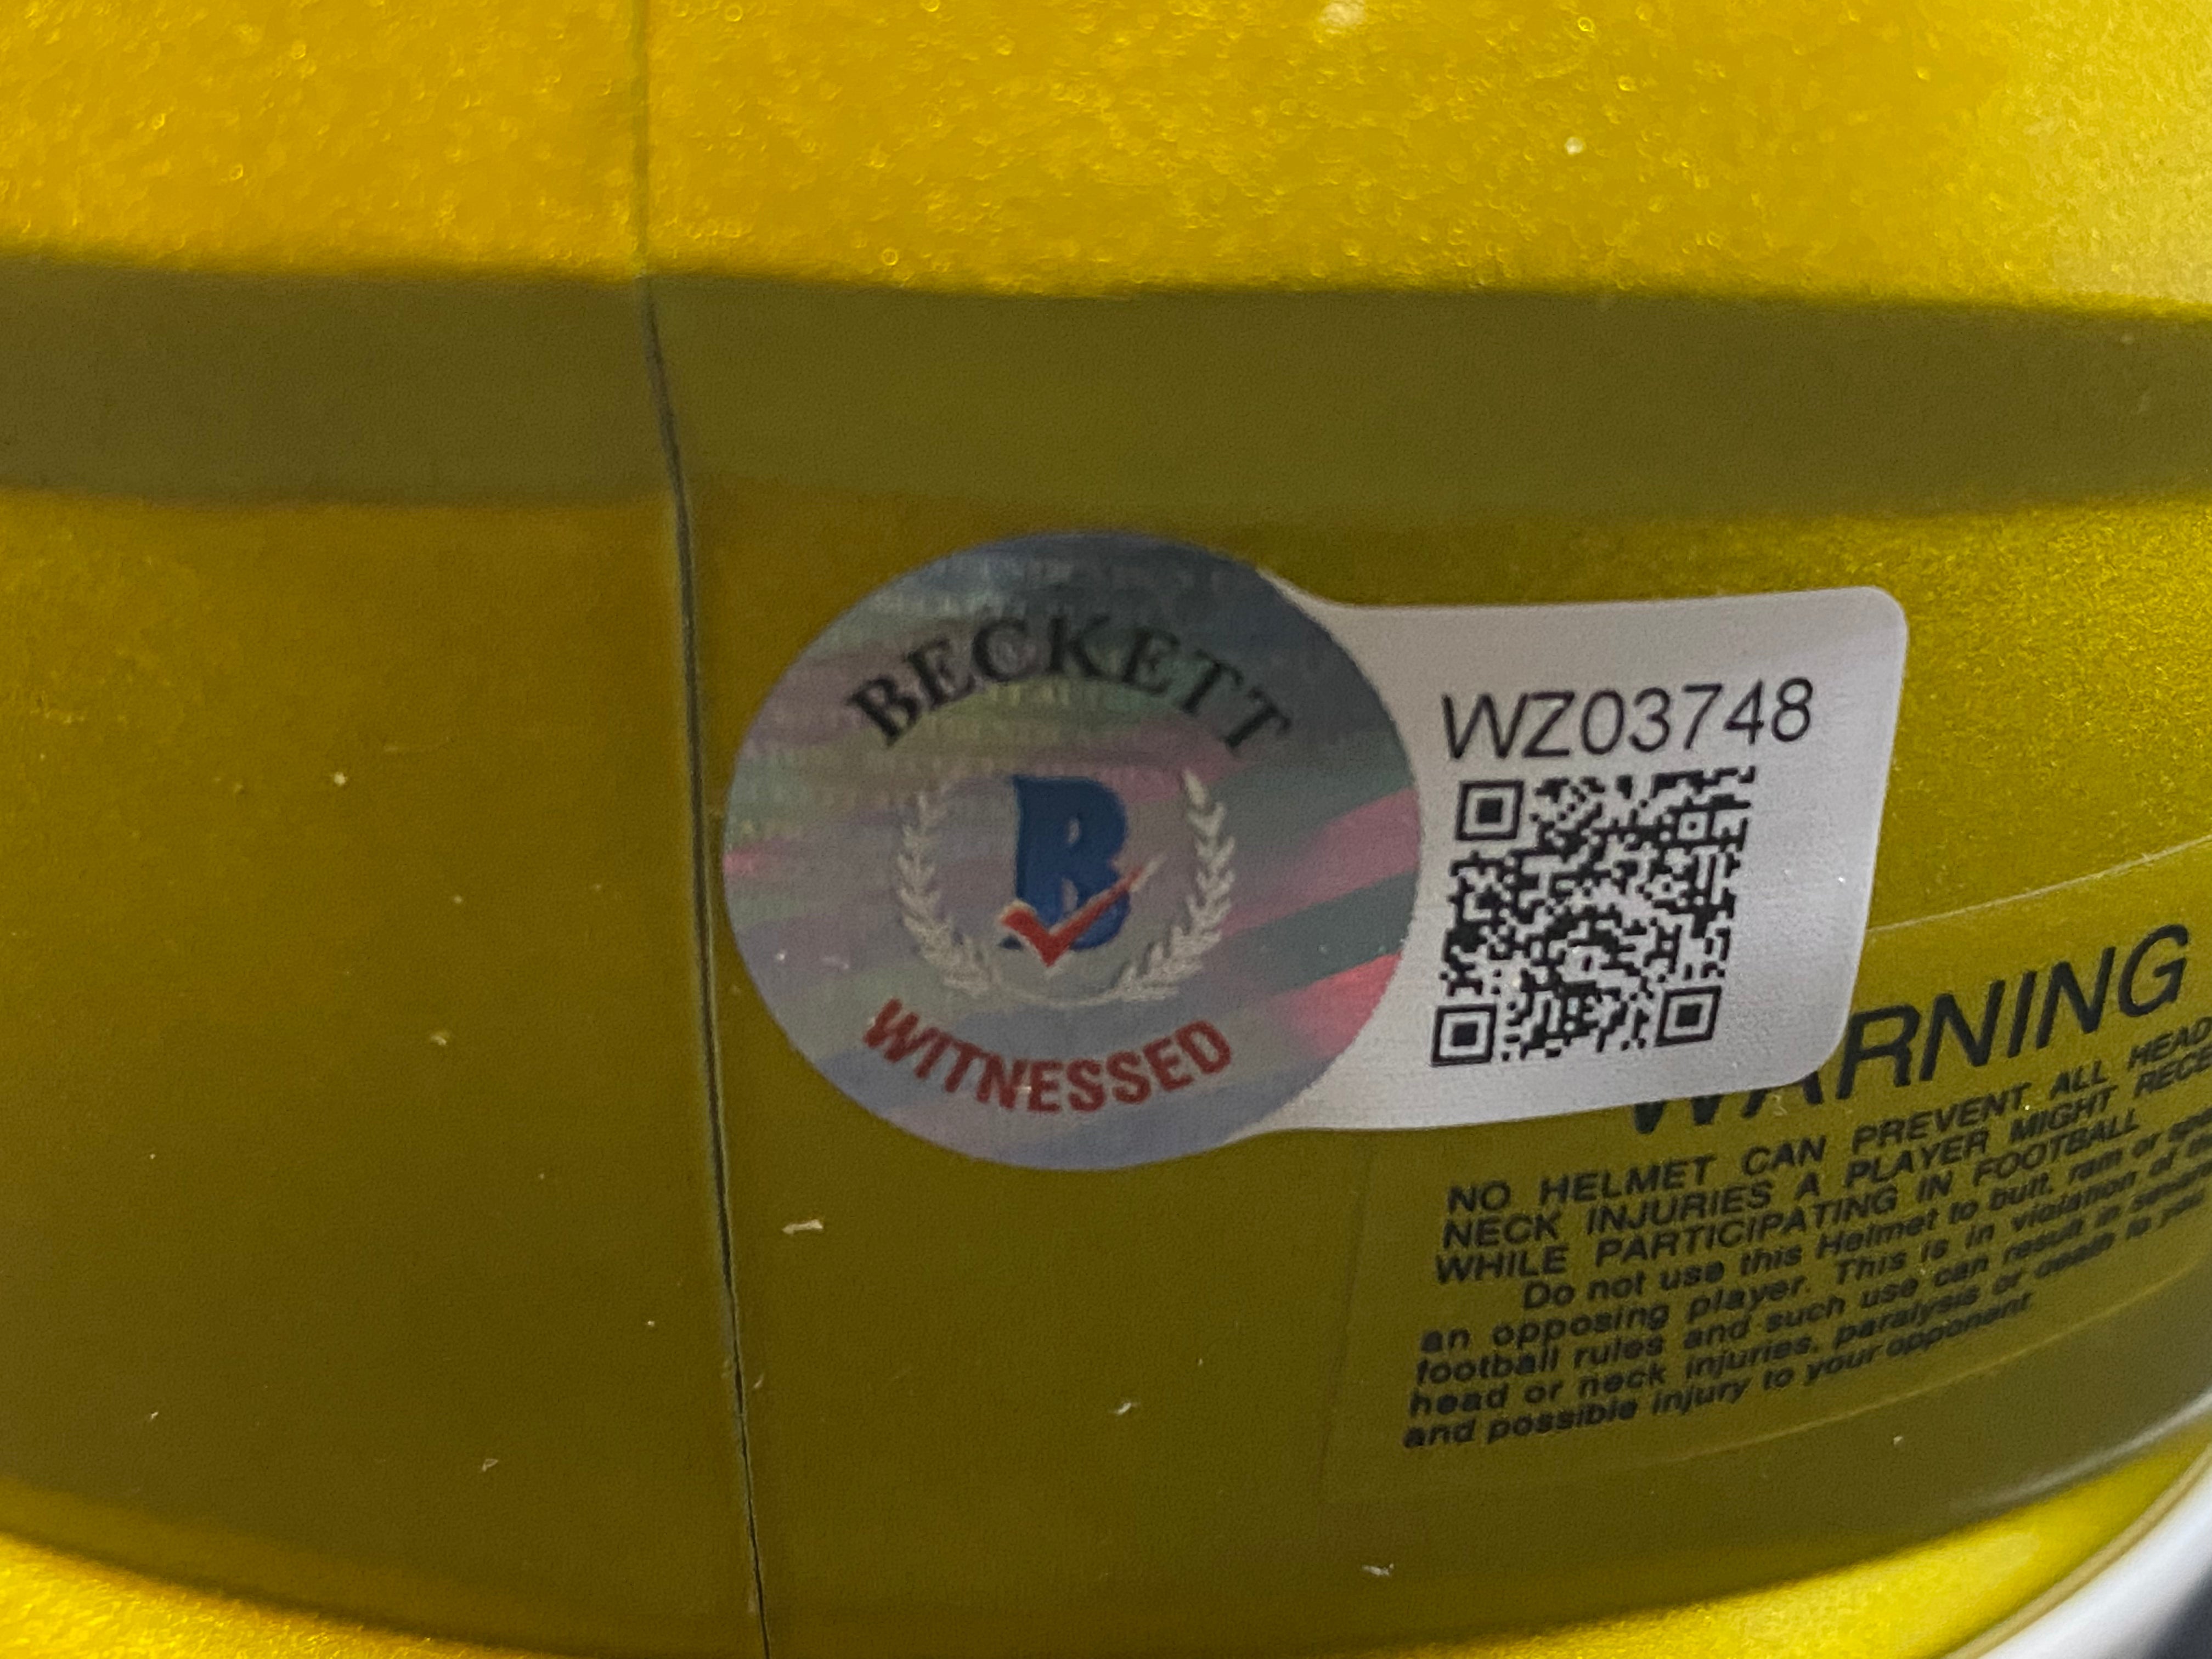 BECKETT
B
WITNESSED
WZ03748
WARNING
NO HELMET CAN PREVENT ALL HEAD
NECK INJURIES A PLAYER MIGHT RECE
WHILE PARTICIPATING IN FOOTBALL
Do not use this Helmet to butt, ram or
an opposing player. This is in violation of
football rules and such use can result in
head or neck injuries, paralysis or death to
and possible injury to your opponent